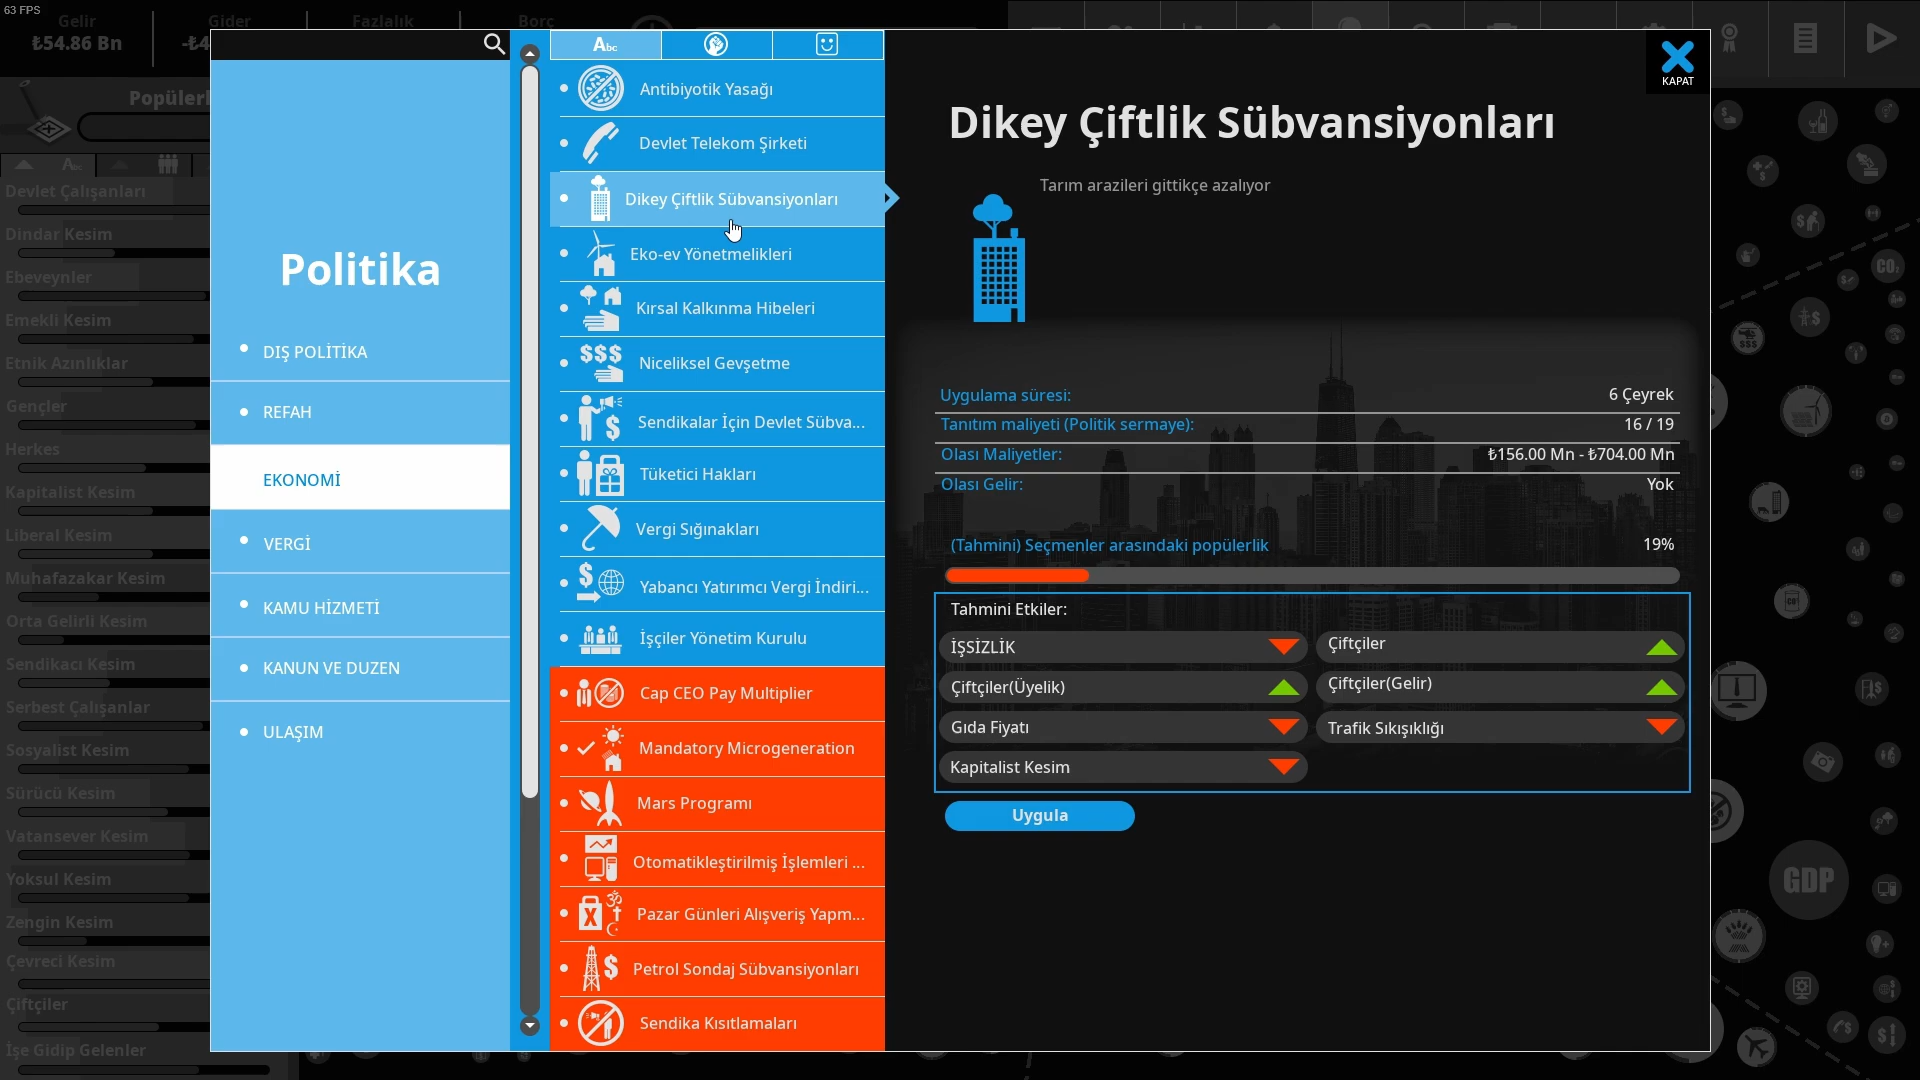 63 FPS
Gelir
Gider
Fazlalık
Borç
₺54.86 Bn
-₺4
Popülerl
Devlet Çalışanları
Dindar Kesim
Ebeveynler
Emekli Kesim
Etnik Azınlıklar
Gençler
Herkes
Kapitalist Kesim
Liberal Kesim
Muhafazakar Kesim
Orta Gelirli Kesim
Sendikacı Kesim
Serbest Çalışanlar
Sosyalist Kesim
Sürücü Kesim
Vatansever Kesim
Yoksul Kesim
Zengin Kesim
Çevreci Kesim
Çiftçiler
İşe Gidip Gelenler
Politika
DIŞ POLİTİKA
REFAH
EKONOMİ
VERGİ
KAMU HİZMETİ
KANUN VE DUZEN
ULAŞIM
Abc
Antibiyotik Yasağı
Devlet Telekom Şirketi
Dikey Çiftlik Sübvansiyonları
Eko-ev Yönetmelikleri
Kırsal Kalkınma Hibeleri
Niceliksel Gevşetme
Sendikalar İçin Devlet Sübva...
Tüketici Hakları
Vergi Sığınakları
Yabancı Yatırımcı Vergi İndiri...
İşçiler Yönetim Kurulu
Cap CEO Pay Multiplier
Mandatory Microgeneration
Mars Programı
Otomatikleştirilmiş İşlemleri ...
Pazar Günleri Alışveriş Yapm...
Petrol Sondaj Sübvansiyonları
Sendika Kısıtlamaları
KAPAT
Dikey Çiftlik Sübvansiyonları
Tarım arazileri gittikçe azalıyor
Uygulama süresi: 6 Çeyrek
Tanıtım maliyeti (Politik sermaye): 16 / 19
Olası Maliyetler: ₺156.00 Mn - ₺704.00 Mn
Olası Gelir: Yok
(Tahmini) Seçmenler arasındaki popülerlik 19%
Tahmini Etkiler:
İŞSİZLİK
Çiftçiler
Çiftçiler(Üyelik)
Çiftçiler(Gelir)
Gıda Fiyatı
Trafik Sıkışıklığı
Kapitalist Kesim
Uygula
CO₂
GDP